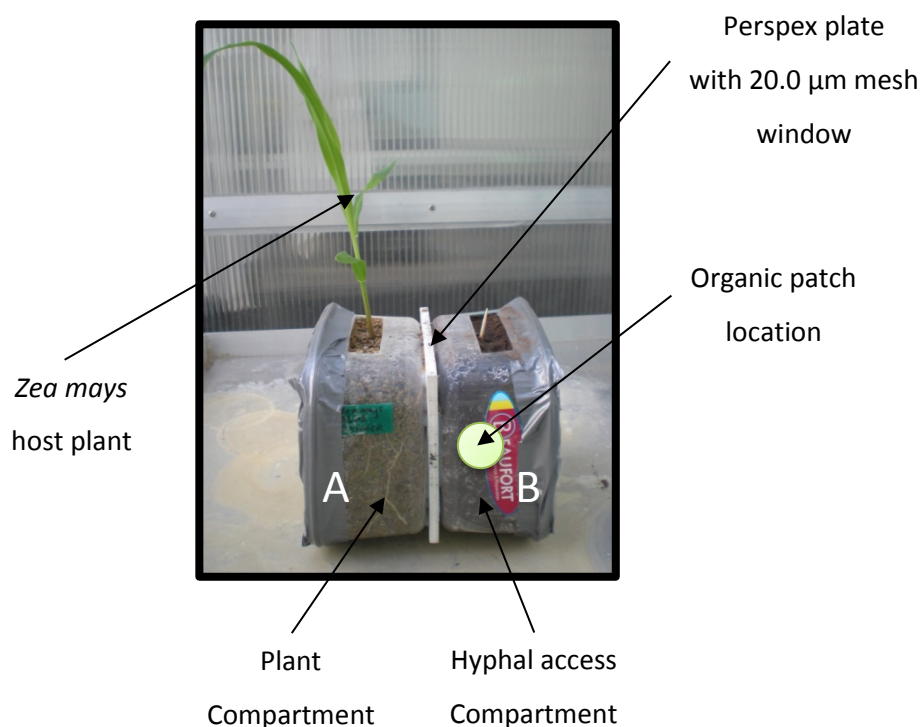 Perspex plate
with 20.0 µm mesh
window
Organic patch
location
Zea mays
host plant
A
B
EAUFORT
Plant
Compartment
Hyphal access
Compartment